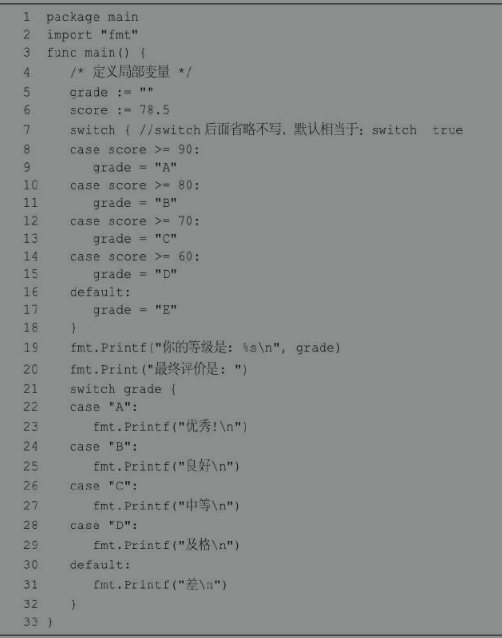 1 package main
2 import "fmt"
3 func main() {
4 /* 定义局部变量 */
5 grade := ""
6 score := 78.5
7 switch { //switch后面省略不写，默认相当于：switch true
8 case score >= 90:
9 grade = "A"
10 case score >= 80:
11 grade = "B"
12 case score >= 70:
13 grade = "C"
14 case score >= 60:
15 grade = "D"
16 default:
17 grade = "E"
18 }
19 fmt.Printf("你的等级是: %s\n", grade)
20 fmt.Print("最终评价是: ")
21 switch grade {
22 case "A":
23 fmt.Printf("优秀!\n")
24 case "B":
25 fmt.Printf("良好\n")
26 case "C":
27 fmt.Printf("中等\n")
28 case "D":
29 fmt.Printf("及格\n")
30 default:
31 fmt.Printf("差\n")
32 }
33 }